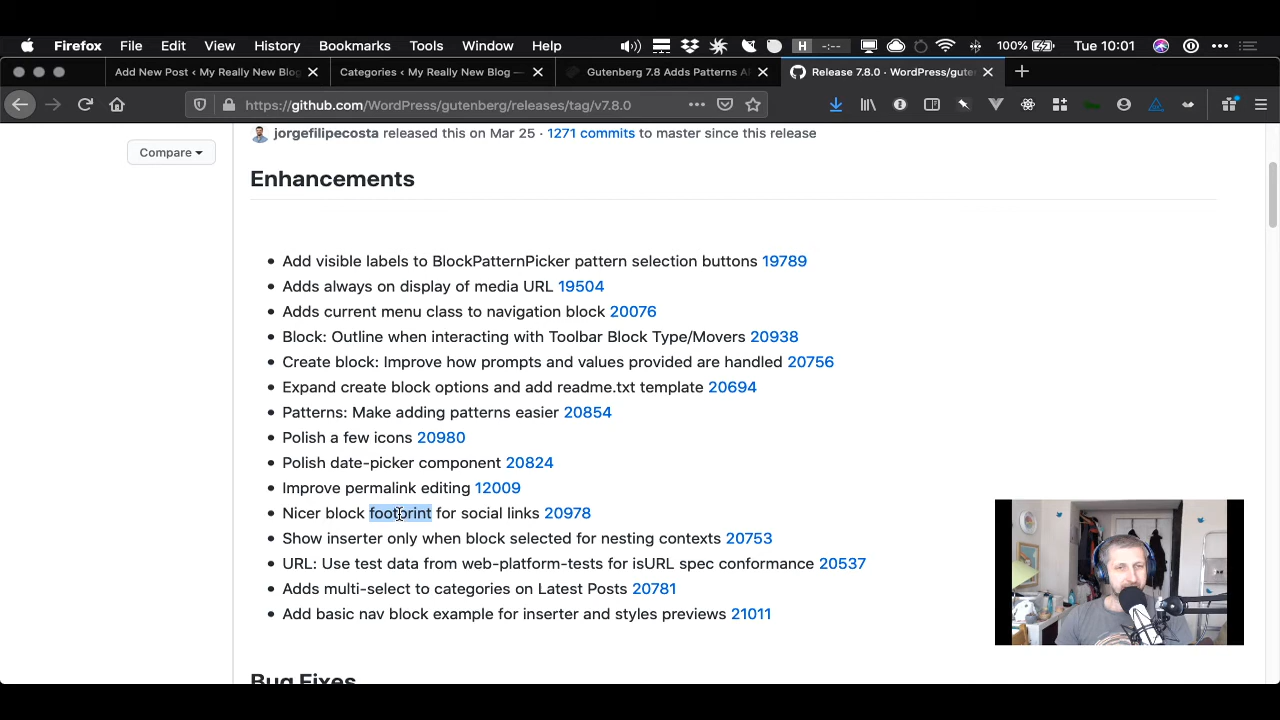 Firefox File Edit View History Bookmarks Tools Window Help H -:-- 100% Tue 10:01
Add New Post ‹ My Really New Blog Categories ‹ My Really New Blog — Gutenberg 7.8 Adds Patterns AP Release 7.8.0 · WordPress/gute
https://github.com/WordPress/gutenberg/releases/tag/v7.8.0
jorgefilipecosta released this on Mar 25 · 1271 commits to master since this release
Compare
Enhancements
• Add visible labels to BlockPatternPicker pattern selection buttons 19789
• Adds always on display of media URL 19504
• Adds current menu class to navigation block 20076
• Block: Outline when interacting with Toolbar Block Type/Movers 20938
• Create block: Improve how prompts and values provided are handled 20756
• Expand create block options and add readme.txt template 20694
• Patterns: Make adding patterns easier 20854
• Polish a few icons 20980
• Polish date-picker component 20824
• Improve permalink editing 12009
• Nicer block footprint for social links 20978
• Show inserter only when block selected for nesting contexts 20753
• URL: Use test data from web-platform-tests for isURL spec conformance 20537
• Adds multi-select to categories on Latest Posts 20781
• Add basic nav block example for inserter and styles previews 21011
Bug Fixes